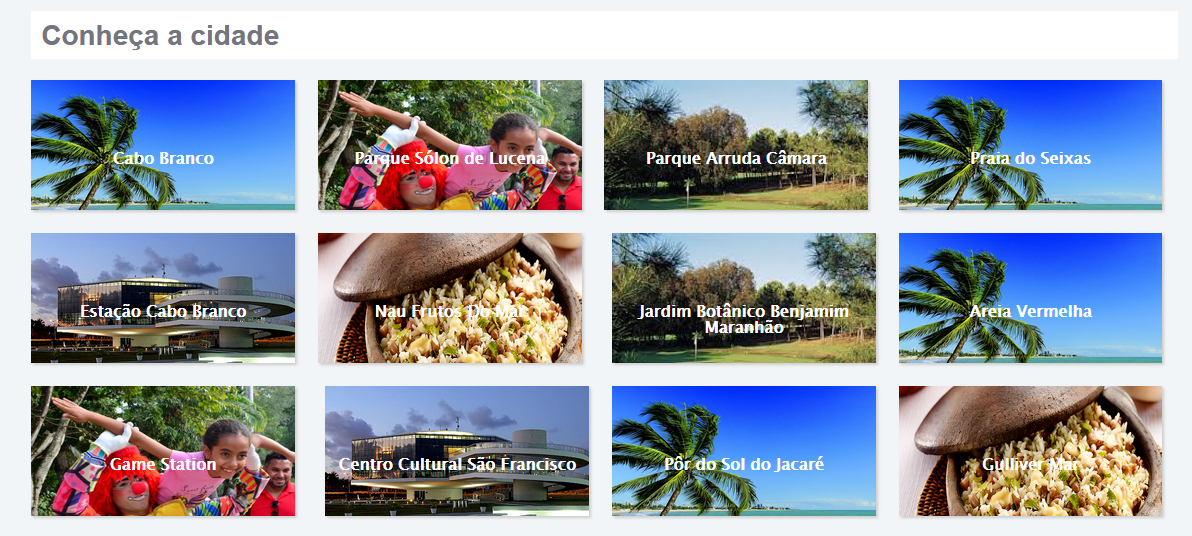 Conheça a cidade
Cabo Branco
Parque Sólon de Lucena
Parque Arruda Câmara
Praia do Seixas
Estação Cabo Branco
Nau Frutos Do Mar
Jardim Botânico Benjamim
Maranhão
Areia Vermelha
Game Station
Centro Cultural São Francisco
Pôr do Sol do Jacaré
Gulliver Mar